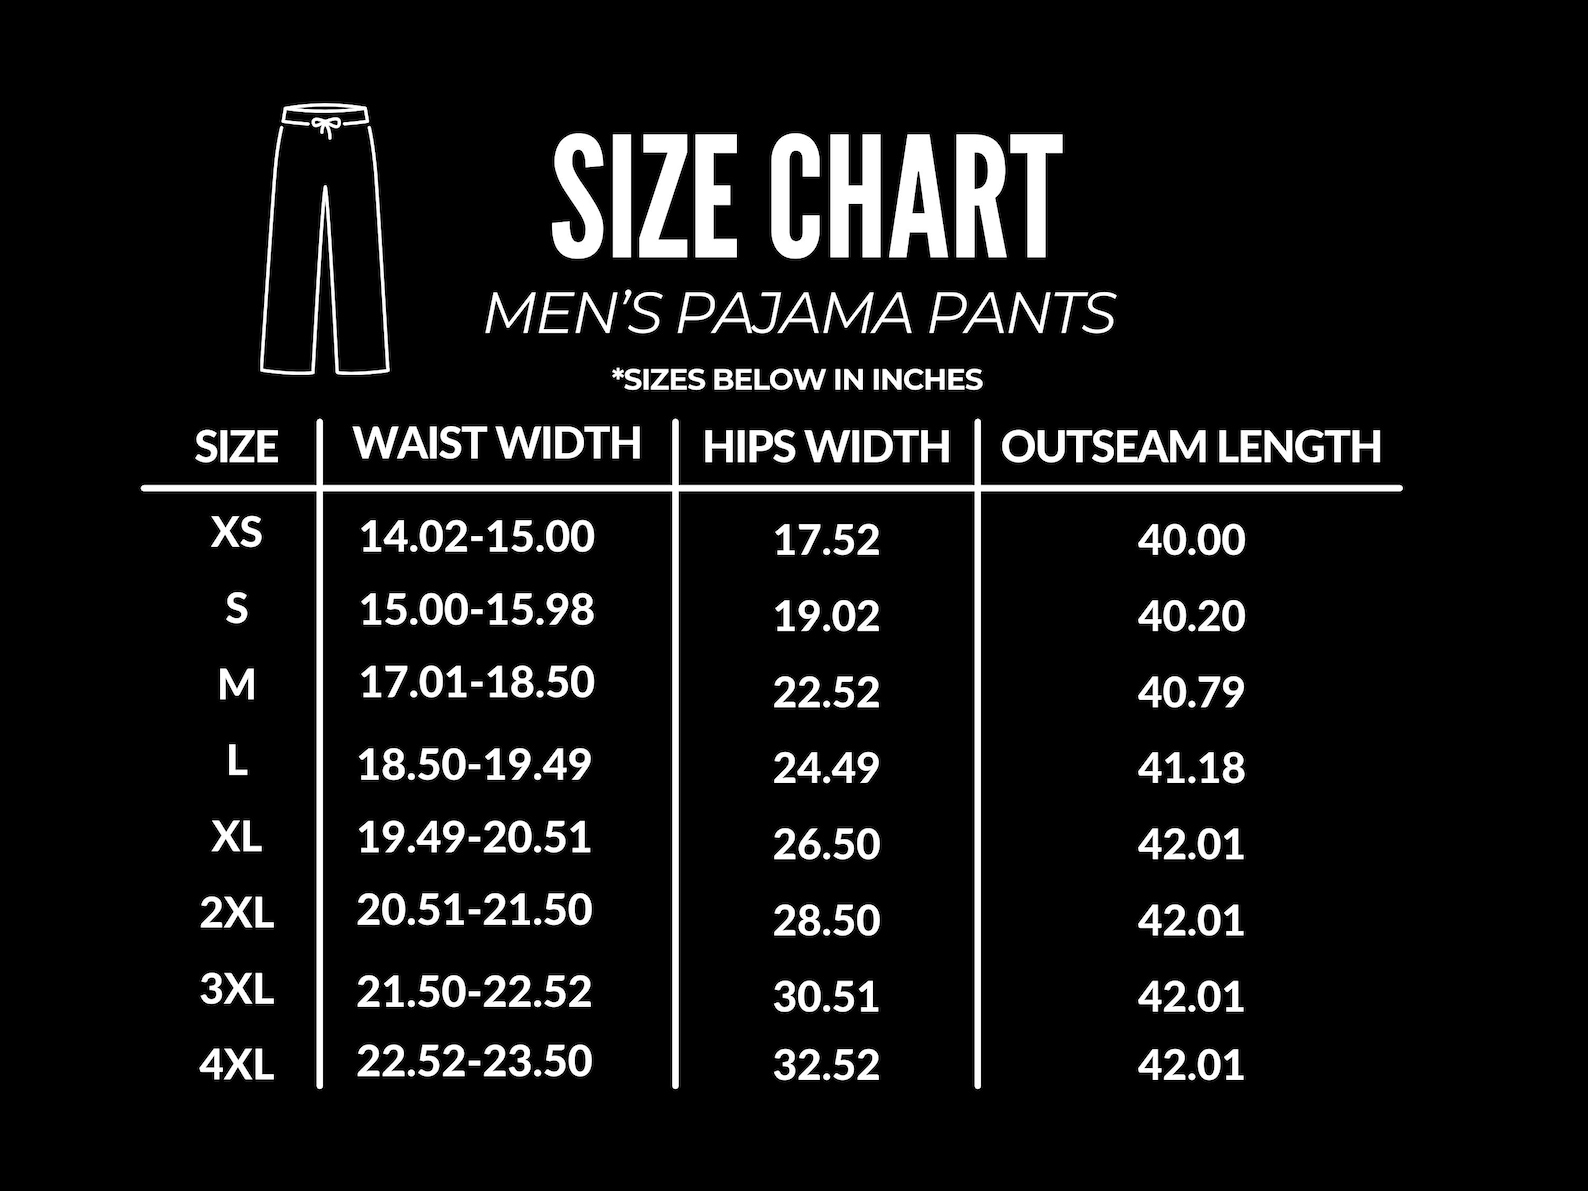 SIZE CHART
MEN'S PAJAMA PANTS
*SIZES BELOW IN INCHES
SIZE WAIST WIDTH HIPS WIDTH OUTSEAM LENGTH
XS 14.02-15.00 17.52 40.00
S 15.00-15.98 19.02 40.20
M 17.01-18.50 22.52 40.79
L 18.50-19.49 24.49 41.18
XL 19.49-20.51 26.50 42.01
2XL 20.51-21.50 28.50 42.01
3XL 21.50-22.52 30.51 42.01
4XL 22.52-23.50 32.52 42.01